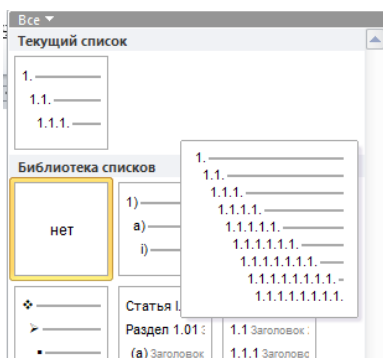 Все
Текущий список
1.
1.1.
1.1.1.
Библиотека списков
нет
1)
a)
i)
1.
1.1.
1.1.1.
1.1.1.1.
1.1.1.1.1.
1.1.1.1.1.1.
1.1.1.1.1.1.1.
1.1.1.1.1.1.1.1.
1.1.1.1.1.1.1.1.1.
Статья I.
Раздел 1.01
(a) Заголовок
1.1 Заголовок
1.1.1 Заголовок